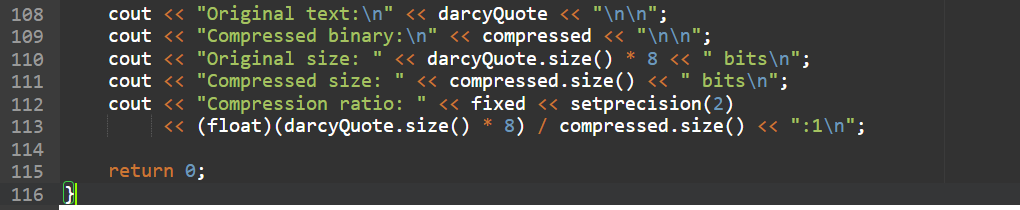 108 cout << "Original text:\n" << darcyQuote << "\n\n";
109 cout << "Compressed binary:\n" << compressed << "\n\n";
110 cout << "Original size: " << darcyQuote.size() * 8 << " bits\n";
111 cout << "Compressed size: " << compressed.size() << " bits\n";
112 cout << "Compression ratio: " << fixed << setprecision(2)
113 << (float)(darcyQuote.size() * 8) / compressed.size() << ":1\n";
114
115 return 0;
116 }